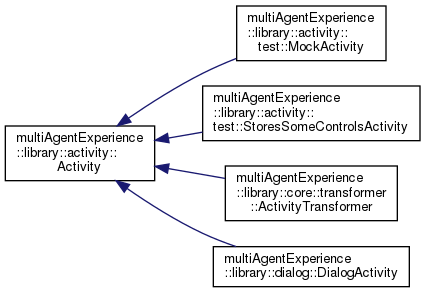 multiAgentExperience
::library::activity::
test::MockActivity
multiAgentExperience
::library::activity::
test::StoresSomeControlsActivity
multiAgentExperience
::library::activity::
Activity
multiAgentExperience
::library::core::transformer
::ActivityTransformer
multiAgentExperience
::library::dialog::DialogActivity